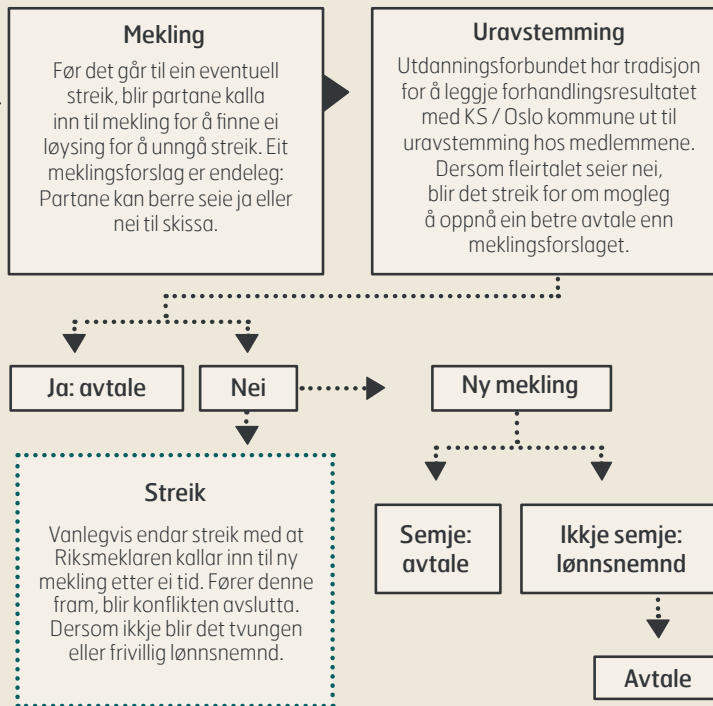 Mekling
Før det går til ein eventuell
streik, blir partane kalla
inn til mekling for å finne ei
løysing for å unngå streik. Eit
meklingsforslag er endeleg:
Partane kan berre seie ja eller
nei til skissa.
Uravstemming
Utdanningsforbundet har tradisjon
for å leggje forhandlingsresultatet
med KS / Oslo kommune ut til
uravstemming hos medlemmene.
Dersom fleirtalet seier nei,
blir det streik for om mogleg
å oppnå ein betre avtale enn
meklingsforslaget.
Ja: avtale
Nei
Ny mekling
Streik
Vanlegvis endar streik med at
Riksmeklaren kallar inn til ny
mekling etter ei tid. Fører denne
fram, blir konflikten avslutta.
Dersom ikkje blir det tvungen
eller frivillig lønnsnemnd.
Semje:
avtale
Ikkje semje:
lønnsnemnd
Avtale